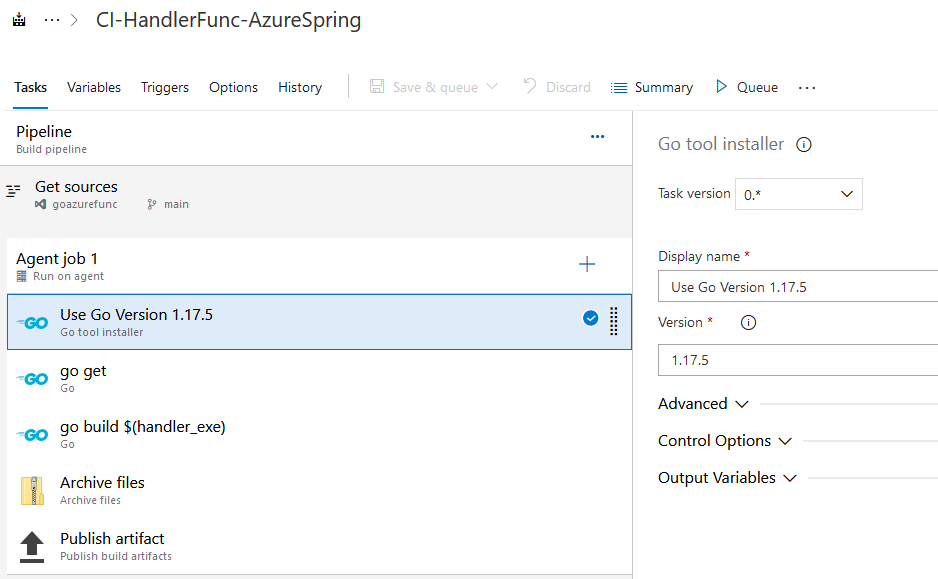 ··· > CI-HandlerFunc-AzureSpring
Tasks Variables Triggers Options History Save & queue Discard Summary Queue ···
Pipeline
Build pipeline
···
Get sources
goazurefunc main
Agent job 1
Run on agent
GO Use Go Version 1.17.5
Go tool installer
GO go get
Go
GO go build $(handler_exe)
Go
Archive files
Archive files
Publish artifact
Publish build artifacts
Go tool installer
Task version 0.*
Display name *
Use Go Version 1.17.5
Version *
1.17.5
Advanced
Control Options
Output Variables